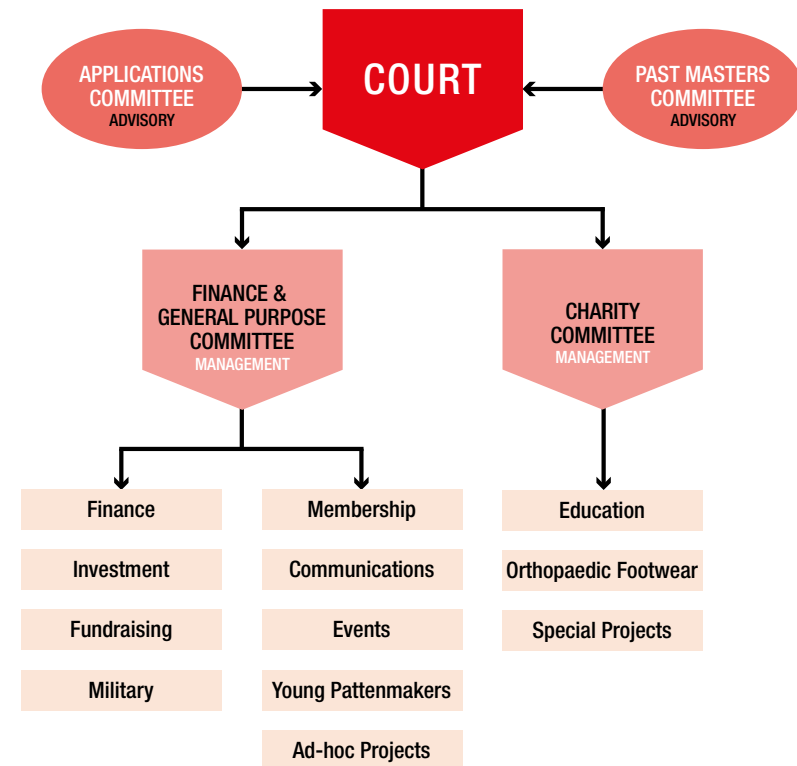 APPLICATIONS
COMMITTEE
ADVISORY
COURT
PAST MASTERS
COMMITTEE
ADVISORY
FINANCE &
GENERAL PURPOSE
COMMITTEE
MANAGEMENT
CHARITY
COMMITTEE
MANAGEMENT
Finance
Investment
Fundraising
Military
Membership
Communications
Events
Young Pattenmakers
Ad-hoc Projects
Education
Orthopaedic Footwear
Special Projects